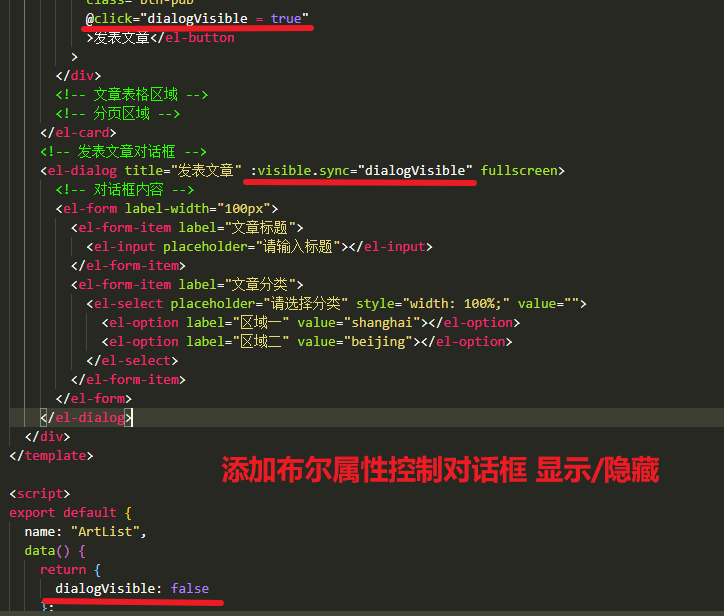 class="btn-pub"
@click="dialogVisible = true"
>发表文章</el-button
>
</div>
<!-- 文章表格区域 -->
<!-- 分页区域 -->
</el-card>
<!-- 发表文章对话框 -->
<el-dialog title="发表文章" :visible.sync="dialogVisible" fullscreen>
<!-- 对话框内容 -->
<el-form label-width="100px">
<el-form-item label="文章标题">
<el-input placeholder="请输入标题"></el-input>
</el-form-item>
<el-form-item label="文章分类">
<el-select placeholder="请选择分类" style="width: 100%;" value="">
<el-option label="区域一" value="shanghai"></el-option>
<el-option label="区域二" value="beijing"></el-option>
</el-select>
</el-form-item>
</el-form>
</el-dialog>
</div>
</template>
添加布尔属性控制对话框 显示/隐藏
<script>
export default {
name: "ArtList",
data() {
return {
dialogVisible: false
};